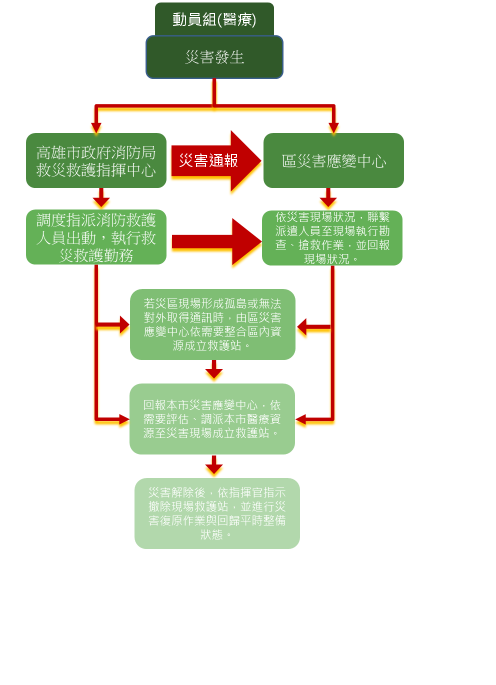 動員組(醫療)
災害發生
高雄市政府消防局
救災救護指揮中心
災害通報
區災害應變中心
調度指派消防救護
人員出動，執行救
災救護勤務
依災害現場狀況，聯繫
派遣人員至現場執行勘
查、搶救作業，並回報
現場狀況。
若災區現場形成孤島或無法
對外取得通訊時，由區災害
應變中心依需要整合區內資
源成立救護站。
回報本市災害應變中心，依
需要評估，調派本市醫療資
源至災害現場成立救護站。
災害解除後，依指揮官指示
撤除現場救護站，並進行災
害復原作業與回歸平時整備
狀態。